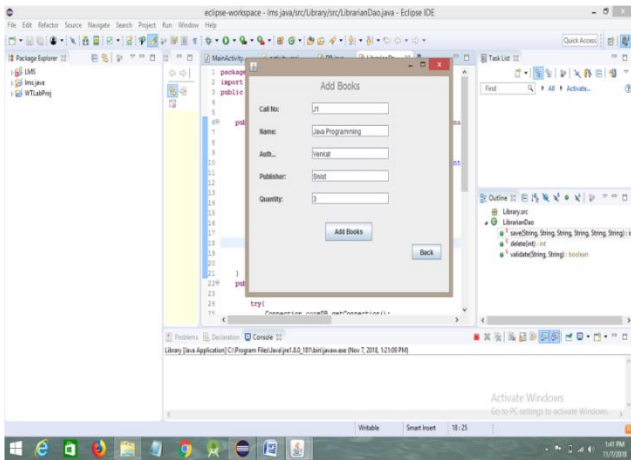 eclipse-workspace - lms java/src/Library/src/LibrarianDao.java - Eclipse IDE
File Edit Refactor Source Navigate Search Project Run Window Help
Quick Access
Package Explorer
MainActivity
Task List
LMS
lms java
WTLabProj
1 package
2 import
3 public
Add Books
Call No: J1
Name: Java Programming
Auth... Venkat
Publisher: Snist
Quantity: 3
Add Books
Back
Find All Activate...
Outline
Library.src
LibrarianDao
save(String, String, String, String, String, String) : i
delete(int) : int
validate(String, String) : boolean
try{
Problems Declaration Console
Library [Java Application] C:\Program Files\Java\jre1.8.0_181\bin\javaw.exe (Nov 7, 2018, 1:21:09 PM)
Activate Windows
Go to PC settings to activate Windows.
Writable Smart Insert 18 : 25
1:41 PM
11/7/2018